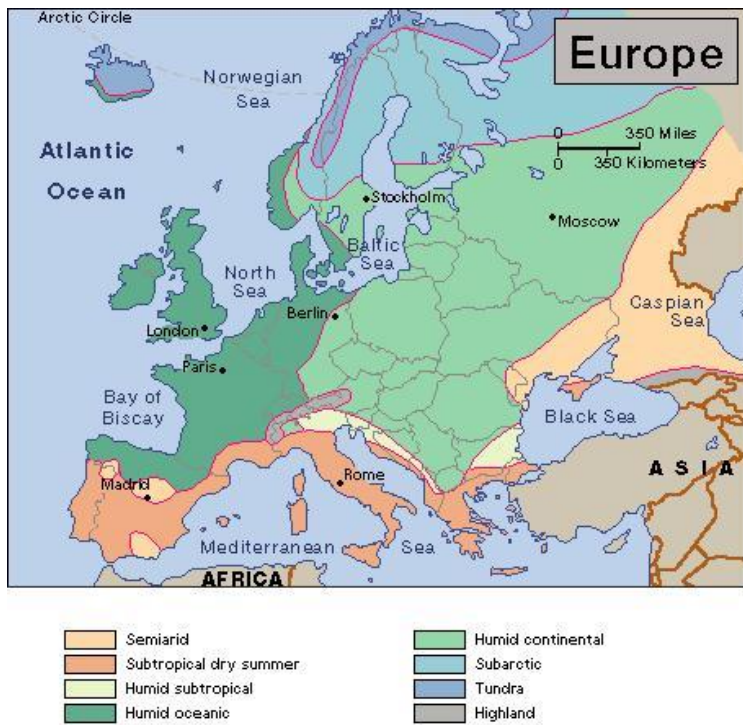 Arctic Circle
Europe
Norwegian
Sea
Atlantic
Ocean
0 350 Miles
0 350 Kilometers
Stockholm
Moscow
Baltic
Sea
North
Sea
Caspian
Sea
Berlin
London
Paris
Bay of
Biscay
Black Sea
ASIA
Rome
Madrid
Mediterranean Sea
AFRICA
Semiarid
Subtropical dry summer
Humid subtropical
Humid oceanic
Humid continental
Subarctic
Tundra
Highland